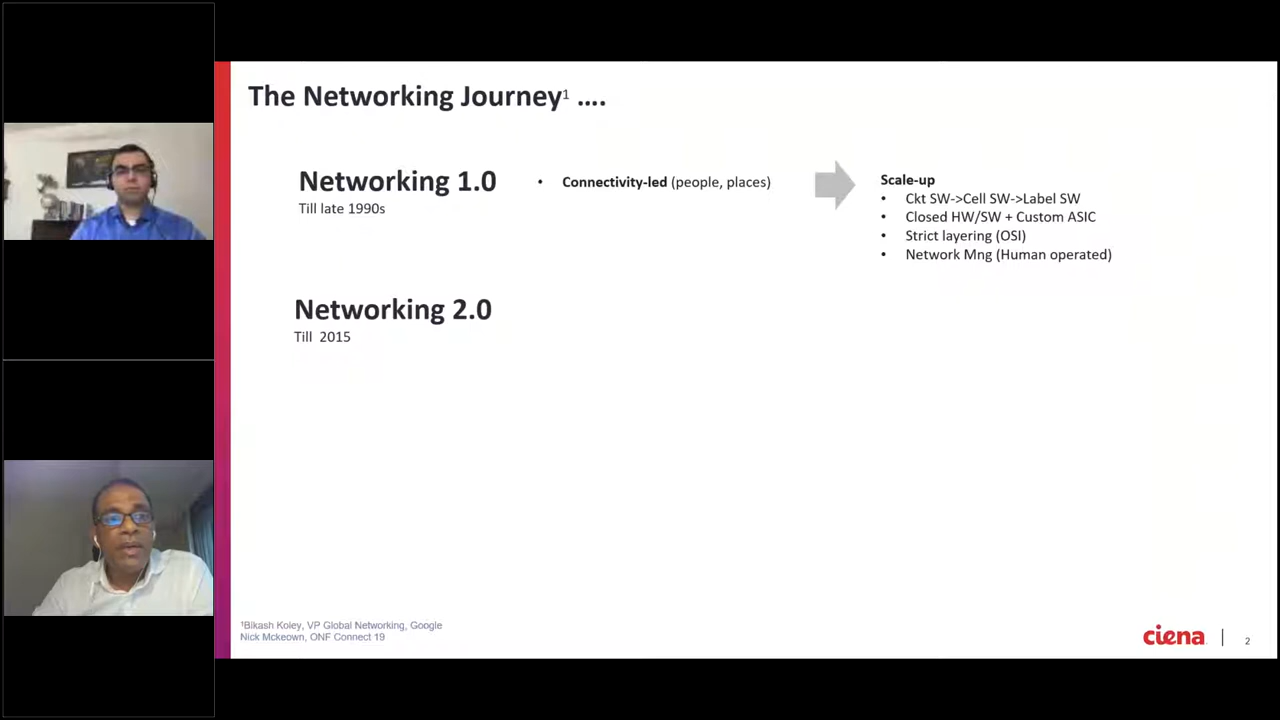 The Networking Journey1 ....
Networking 1.0
Till late 1990s
• Connectivity-led (people, places)
Scale-up
• Ckt SW->Cell SW->Label SW
• Closed HW/SW + Custom ASIC
• Strict layering (OSI)
• Network Mng (Human operated)
Networking 2.0
Till 2015
1Bikash Koley, VP Global Networking, Google
Nick Mckeown, ONF Connect 19
ciena | 2